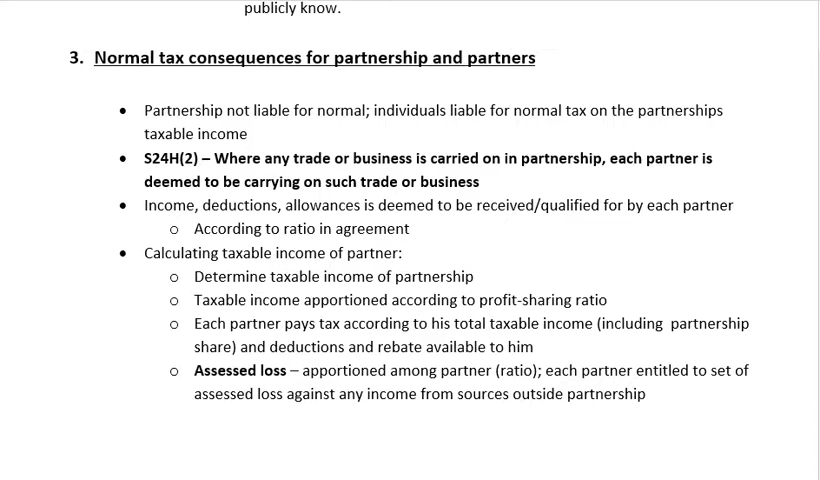 publicly know.
3. Normal tax consequences for partnership and partners
• Partnership not liable for normal; individuals liable for normal tax on the partnerships
taxable income
• S24H(2) – Where any trade or business is carried on in partnership, each partner is
deemed to be carrying on such trade or business
• Income, deductions, allowances is deemed to be received/qualified for by each partner
o According to ratio in agreement
• Calculating taxable income of partner:
o Determine taxable income of partnership
o Taxable income apportioned according to profit-sharing ratio
o Each partner pays tax according to his total taxable income (including  partnership
share) and deductions and rebate available to him
o Assessed loss – apportioned among partner (ratio); each partner entitled to set of
assessed loss against any income from sources outside partnership